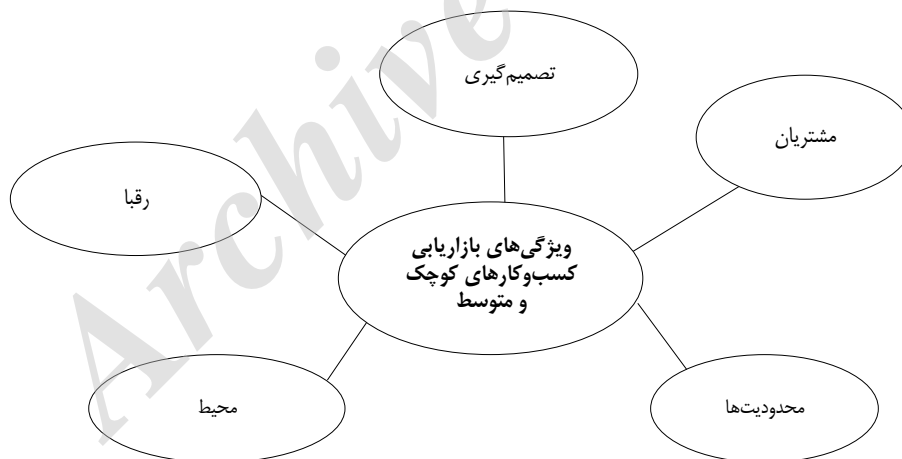 تصمیم‌گیری
مشتریان
رقبا
ویژگی‌های بازاریابی
کسب‌وکارهای کوچک
و متوسط
محیط
محدودیت‌ها
Archive